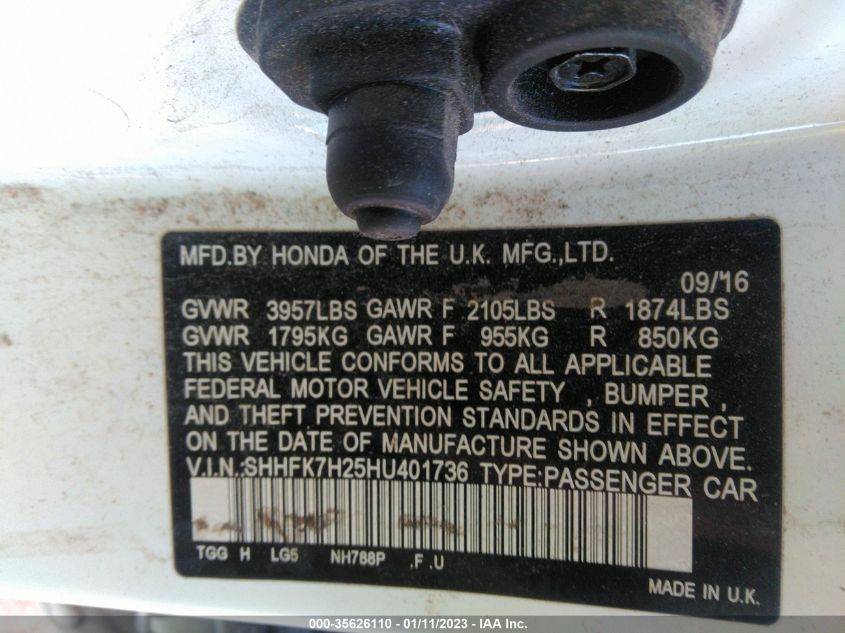 MFD.BY HONDA OF THE U.K. MFG.,LTD.
09/16
GVWR 3957LBS GAWR F 2105LBS R 1874LBS
GVWR 1795KG GAWR F 955KG R 850KG
THIS VEHICLE CONFORMS TO ALL APPLICABLE
FEDERAL MOTOR VEHICLE SAFETY , BUMPER ,
AND THEFT PREVENTION STANDARDS IN EFFECT
ON THE DATE OF MANUFACTURE SHOWN ABOVE.
V.I.N.:SHHFK7H25HU401736 TYPE:PASSENGER CAR
TGG H LG5 NH788P .F .U
MADE IN U.K.
000-35626110 - 01/11/2023 - IAA Inc.